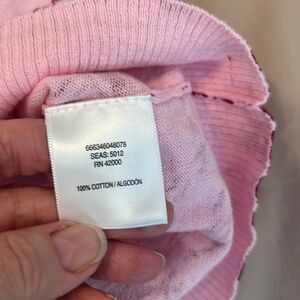 666346048078
SEAS: 5012
RN 42000
100% COTTON / ALGODÓN